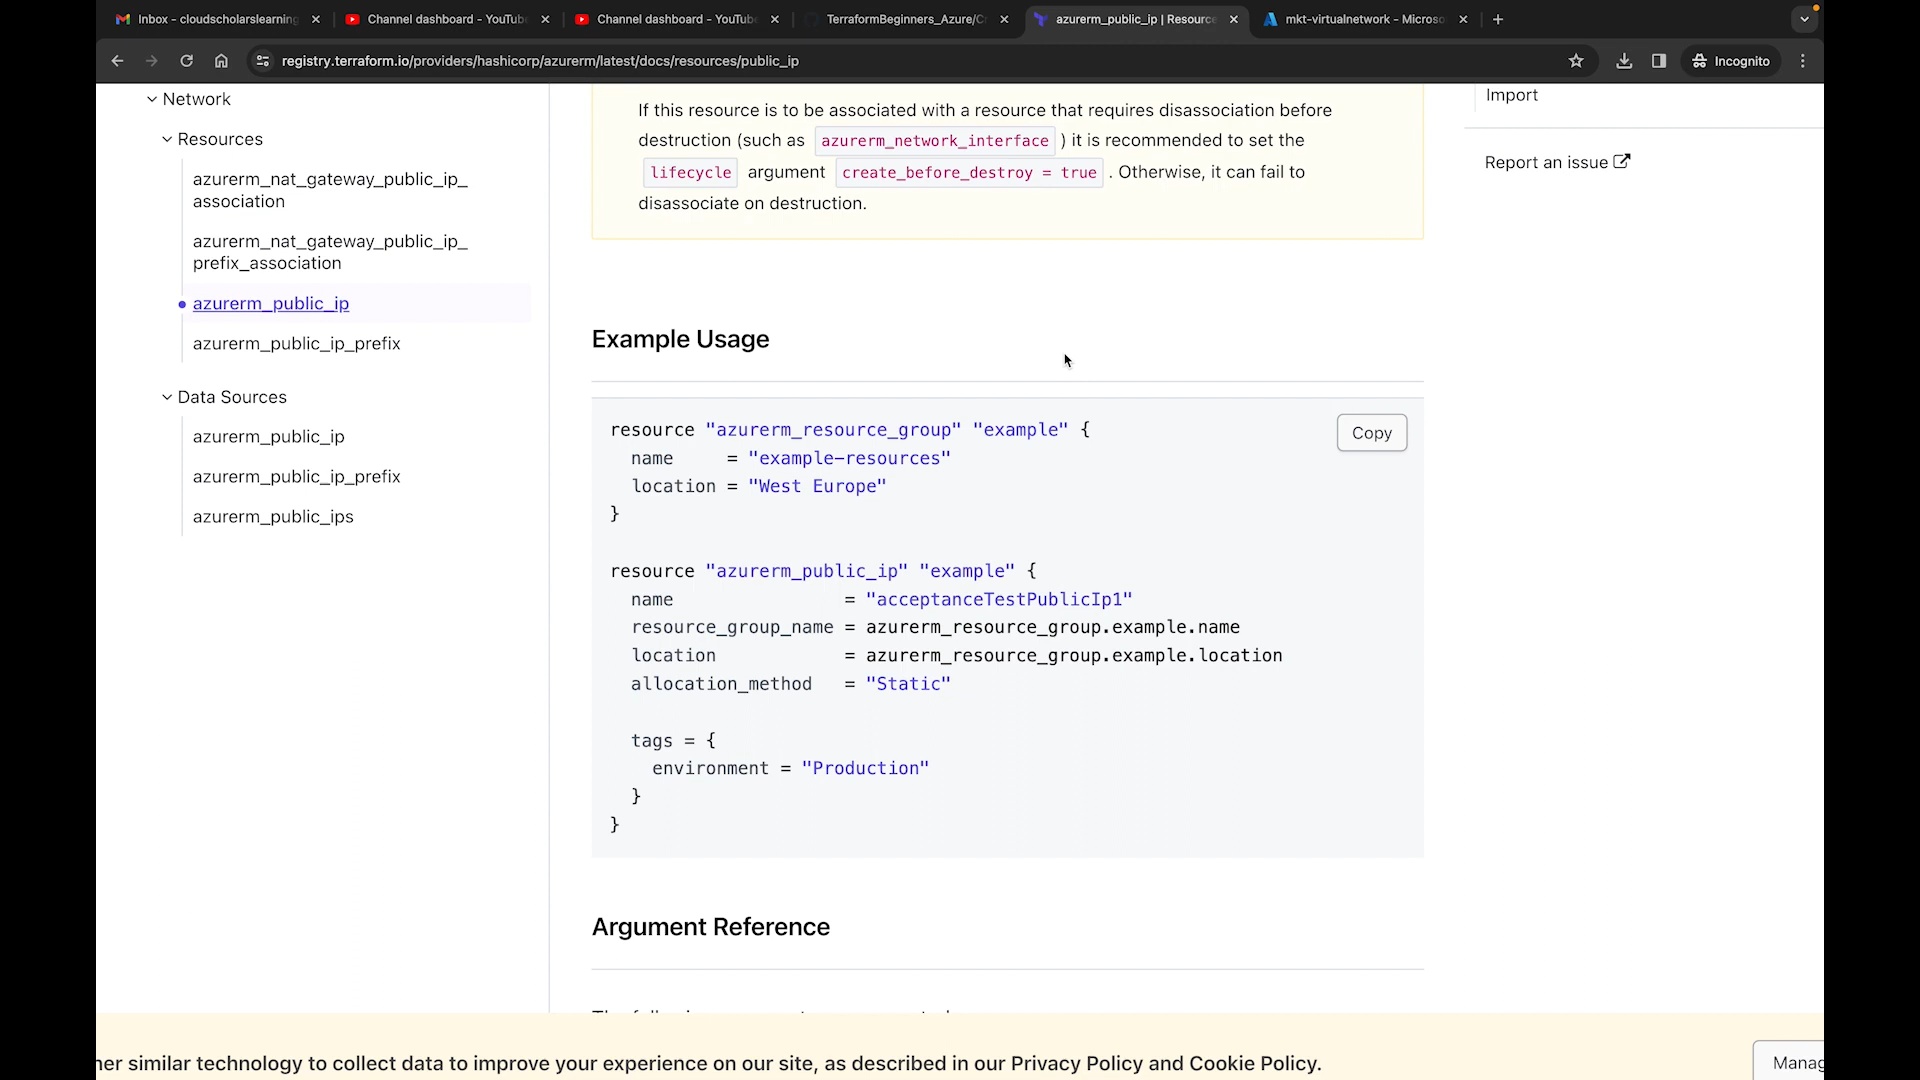 Inbox - cloudscholarslearning
Channel dashboard - YouTube
Channel dashboard - YouTube
TerraformBeginners_Azure/C
azurerm_public_ip | Resource
mkt-virtualnetwork - Microso
registry.terraform.io/providers/hashicorp/azurerm/latest/docs/resources/public_ip
Incognito
Network
Resources
azurerm_nat_gateway_public_ip_
association
azurerm_nat_gateway_public_ip_
prefix_association
azurerm_public_ip
azurerm_public_ip_prefix
Data Sources
azurerm_public_ip
azurerm_public_ip_prefix
azurerm_public_ips
If this resource is to be associated with a resource that requires disassociation before
destruction (such as azurerm_network_interface ) it is recommended to set the
lifecycle argument create_before_destroy = true . Otherwise, it can fail to
disassociate on destruction.
Example Usage
Copy
resource "azurerm_resource_group" "example" {
name = "example-resources"
location = "West Europe"
}
resource "azurerm_public_ip" "example" {
name = "acceptanceTestPublicIp1"
resource_group_name = azurerm_resource_group.example.name
location = azurerm_resource_group.example.location
allocation_method = "Static"
tags = {
environment = "Production"
}
}
Argument Reference
Import
Report an issue
her similar technology to collect data to improve your experience on our site, as described in our Privacy Policy and Cookie Policy.
Manag